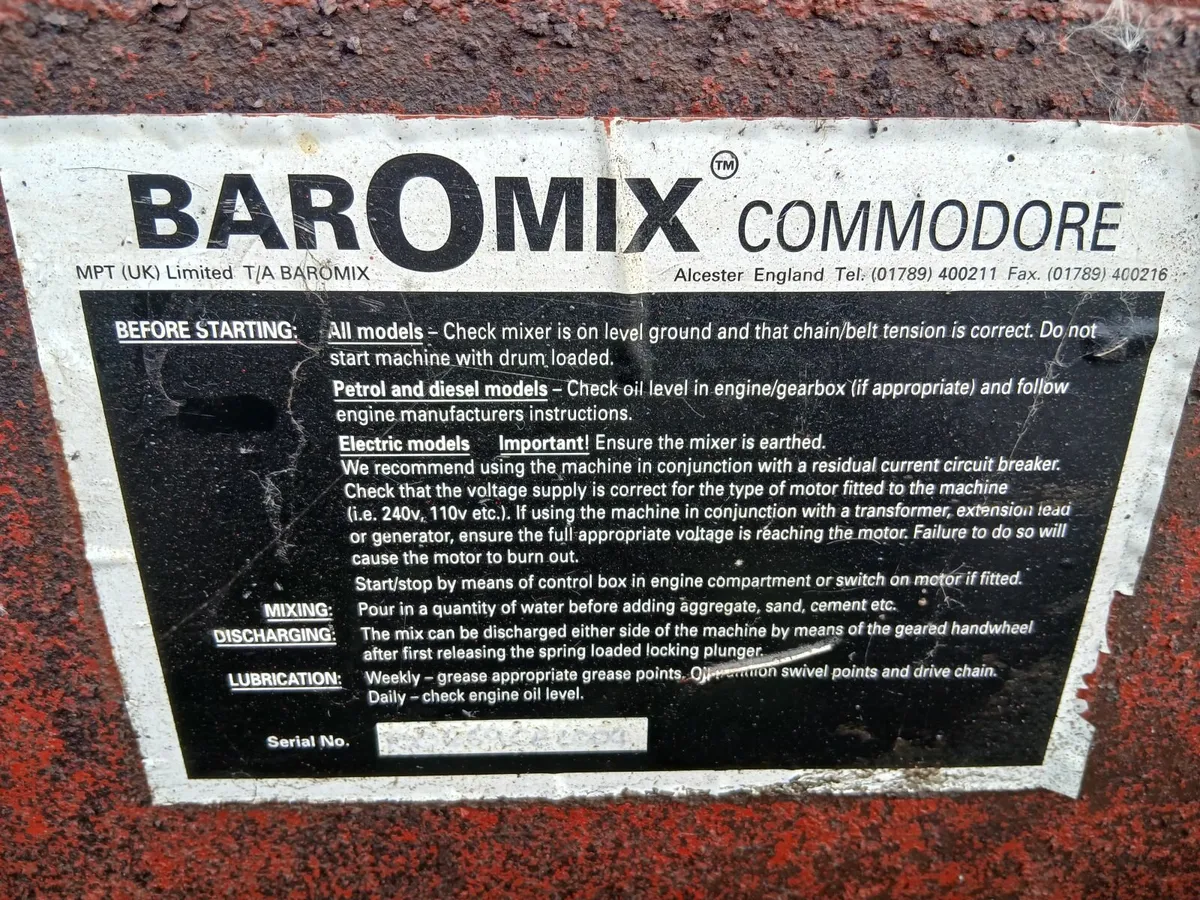 BAROMIX™ COMMODORE
MPT (UK) Limited T/A BAROMIX Alcester England Tel. (01789) 400211 Fax. (01789) 400216
BEFORE STARTING: All models – Check mixer is on level ground and that chain/belt tension is correct. Do not
start machine with drum loaded.
Petrol and diesel models – Check oil level in engine/gearbox (if appropriate) and follow
engine manufacturers instructions.
Electric models Important! Ensure the mixer is earthed.
We recommend using the machine in conjunction with a residual current circuit breaker.
Check that the voltage supply is correct for the type of motor fitted to the machine
(i.e. 240v, 110v etc.). If using the machine in conjunction with a transformer, extension lead
or generator, ensure the full appropriate voltage is reaching the motor. Failure to do so will
cause the motor to burn out.
Start/stop by means of control box in engine compartment or switch on motor if fitted.
MIXING: Pour in a quantity of water before adding aggregate, sand, cement etc.
DISCHARGING: The mix can be discharged either side of the machine by means of the geared handwheel
after first releasing the spring loaded locking plunger.
LUBRICATION: Weekly – grease appropriate grease points. Oil swivel points and drive chain.
Daily – check engine oil level.
Serial No.